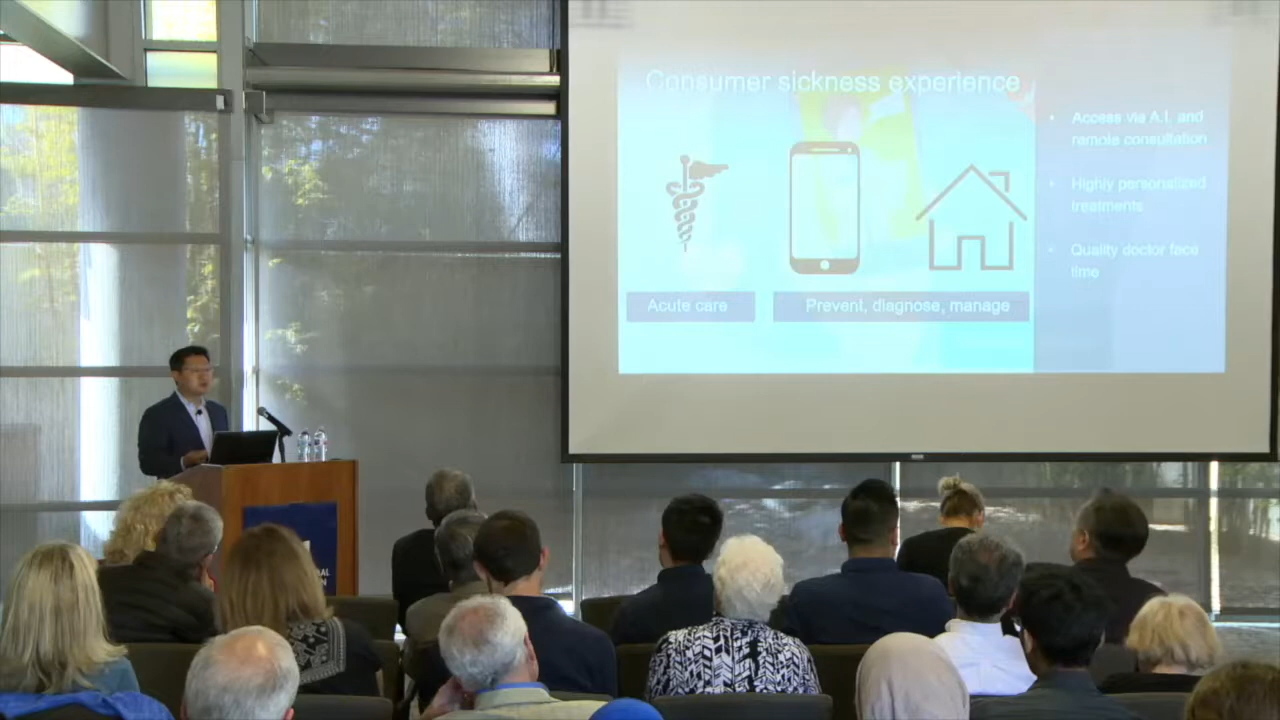 Consumer sickness experience
• Access via A.I. and
remote consultation
• Highly personalized
treatments
• Quality doctor face
time
Acute care
Prevent, diagnose, manage